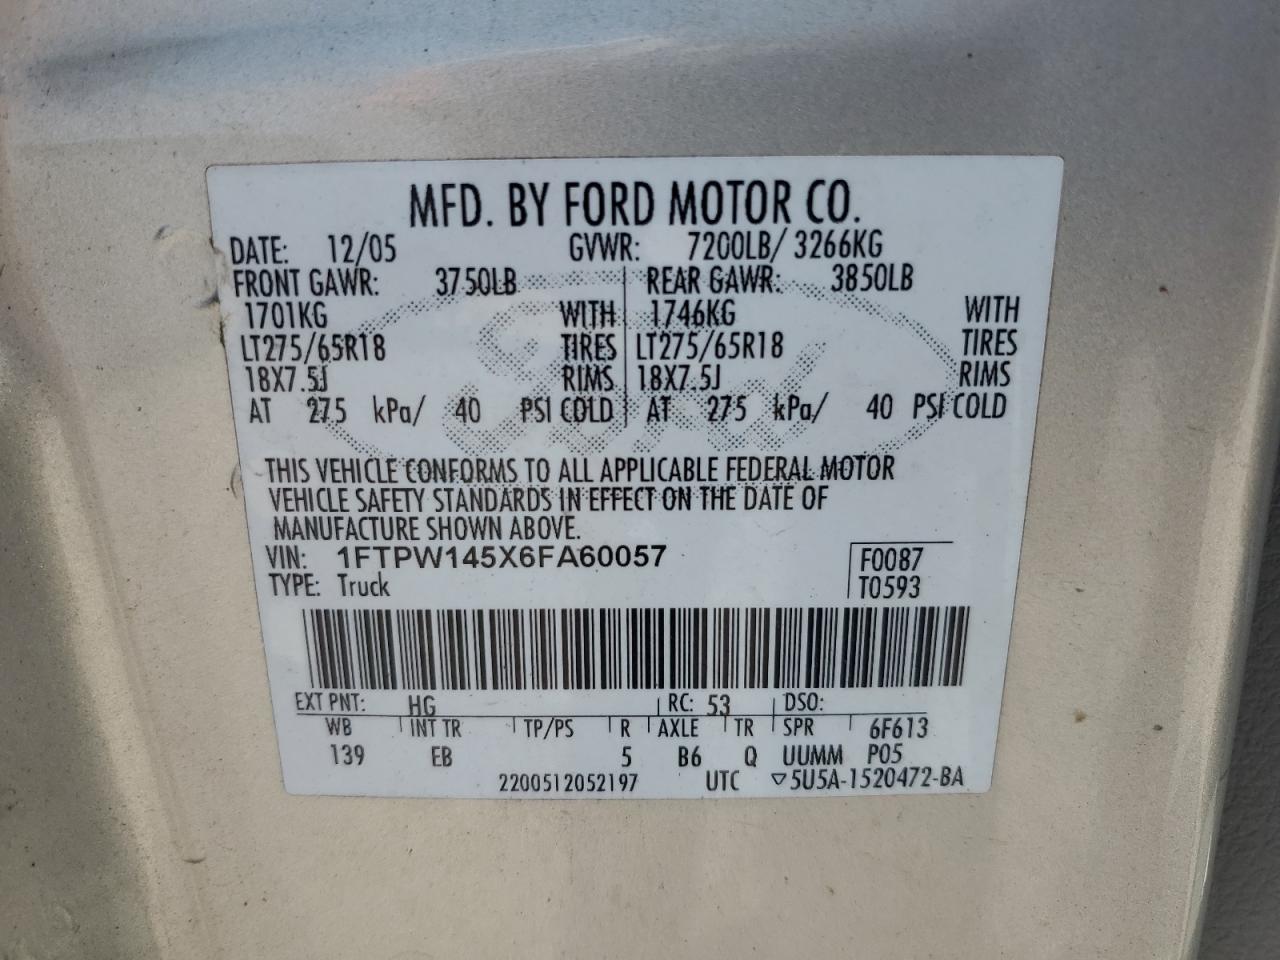 MFD. BY FORD MOTOR CO.
DATE: 12/05 GVWR: 7200LB/ 3266KG
FRONT GAWR: 3750LB REAR GAWR: 3850LB
1701KG WITH 1746KG WITH
LT275/65R18 TIRES LT275/65R18 TIRES
18X7.5J RIMS 18X7.5J RIMS
AT 275 kPa/ 40 PSI COLD AT 275 kPa/ 40 PSI COLD
Ford
THIS VEHICLE CONFORMS TO ALL APPLICABLE FEDERAL MOTOR
VEHICLE SAFETY STANDARDS IN EFFECT ON THE DATE OF
MANUFACTURE SHOWN ABOVE.
VIN: 1FTPW145X6FA60057 F0087
TYPE: Truck T0593
EXT PNT: HG RC: 53 DSO:
WB INT TR TP/PS R AXLE TR SPR 6F613
139 EB 5 B6 Q UUMM P05
2200512052197 UTC ▽5U5A-1520472-BA